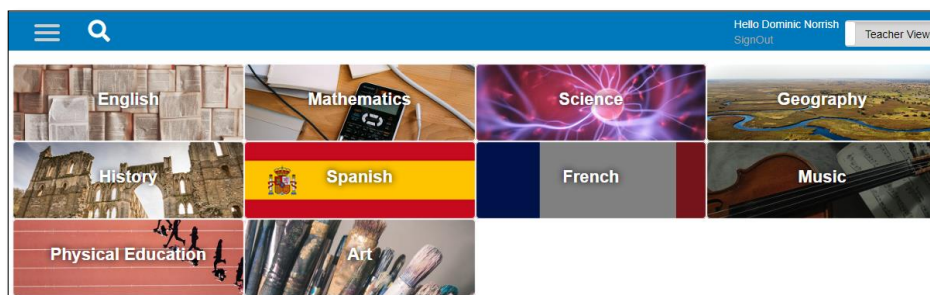 Hello Dominic Norrish
SignOut
Teacher View
English
Mathematics
Science
Geography
History
Spanish
French
Music
Physical Education
Art